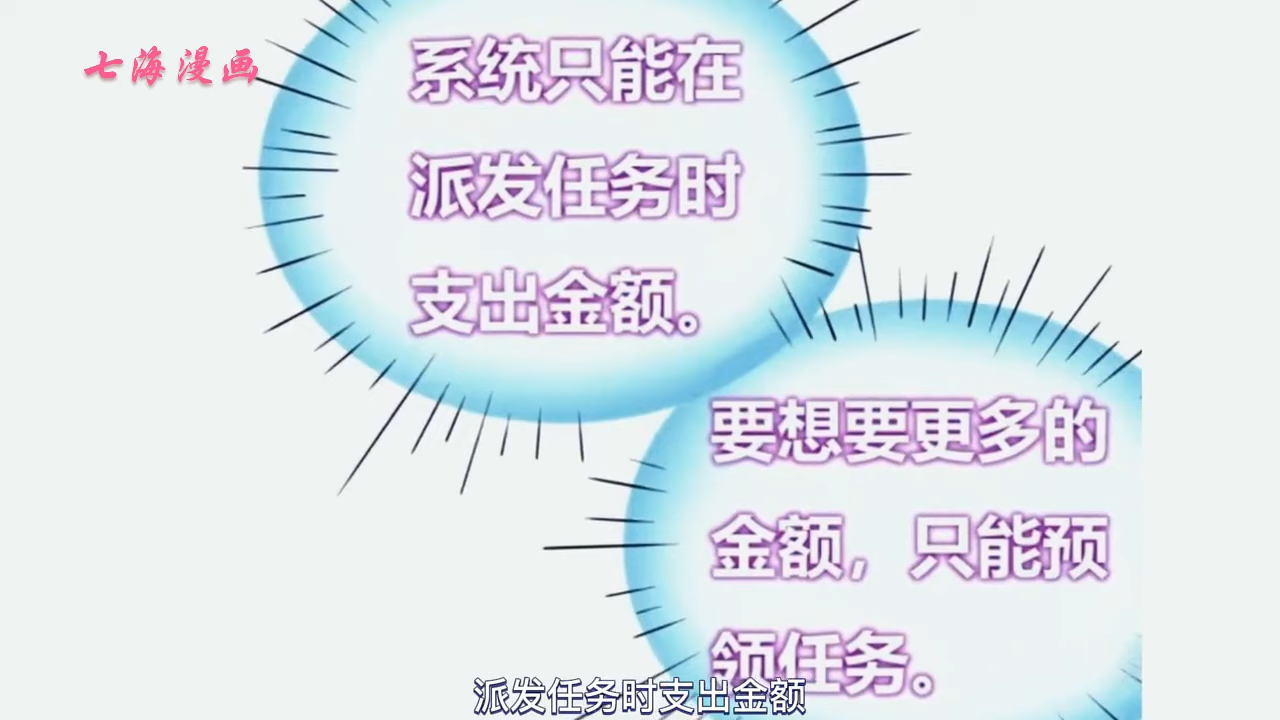 七海漫画
系统只能在
派发任务时
支出金额。
要想要更多的
金额，只能预
领任务。
派发任务时支出金额